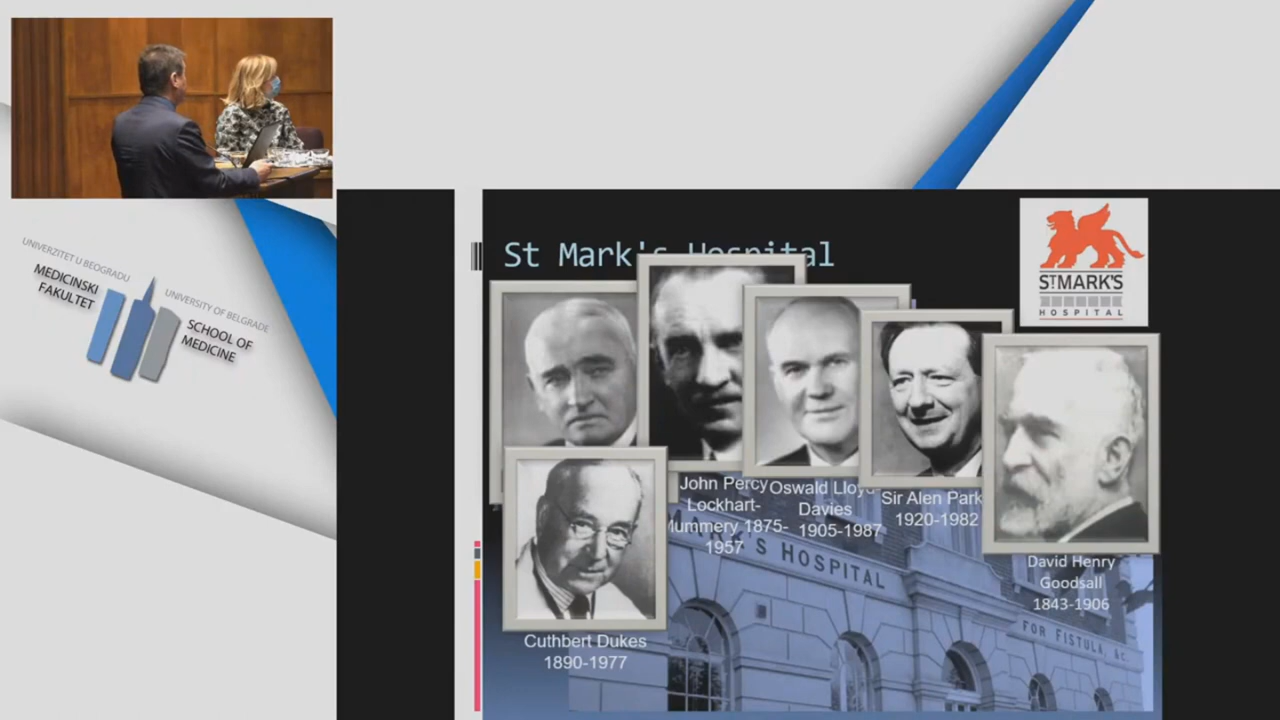 UNIVERZITET U BEOGRADU
MEDICINSKI
FAKULTET
UNIVERSITY OF BELGRADE
SCHOOL OF
MEDICINE
St Mark's Hospital
ST MARK'S
HOSPITAL
John Percy
Lockhart-
Mummery 1875-
1957
Oswald Lloyd
Davies
1905-1987
Sir Alen Park
1920-1982
David Henry
Goodsall
1843-1906
Cuthbert Dukes
1890-1977
MARK'S HOSPITAL
FOR FISTULA, &C.